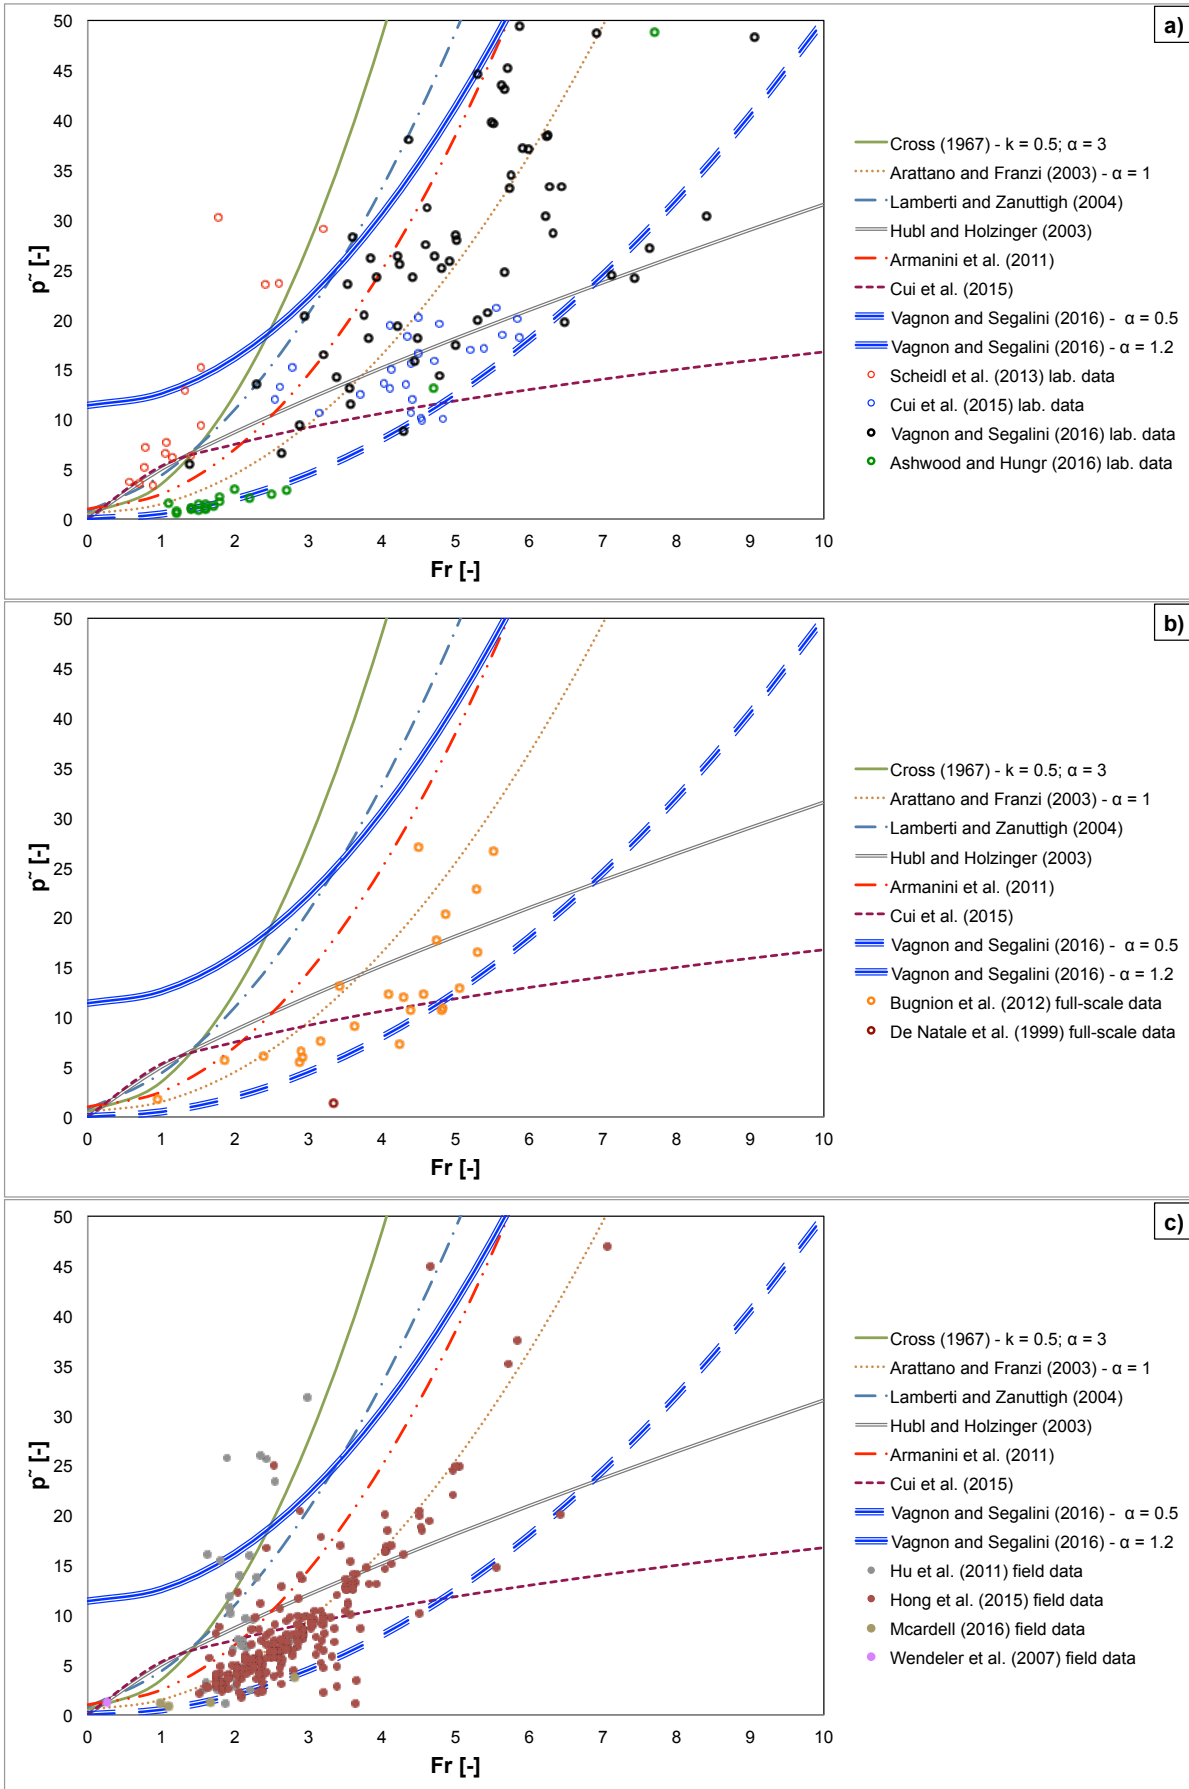 a)
50
45
40
35
30
25
20
15
10
5
0
p˜ [-]
0 1 2 3 4 5 6 7 8 9 10
Fr [-]
Cross (1967) - k = 0.5; α = 3
Arattano and Franzi (2003) - α = 1
Lamberti and Zanuttigh (2004)
Hubl and Holzinger (2003)
Armanini et al. (2011)
Cui et al. (2015)
Vagnon and Segalini (2016) - α = 0.5
Vagnon and Segalini (2016) - α = 1.2
Scheidl et al. (2013) lab. data
Cui et al. (2015) lab. data
Vagnon and Segalini (2016) lab. data
Ashwood and Hungr (2016) lab. data
b)
50
45
40
35
30
25
20
15
10
5
0
p˜ [-]
0 1 2 3 4 5 6 7 8 9 10
Fr [-]
Cross (1967) - k = 0.5; α = 3
Arattano and Franzi (2003) - α = 1
Lamberti and Zanuttigh (2004)
Hubl and Holzinger (2003)
Armanini et al. (2011)
Cui et al. (2015)
Vagnon and Segalini (2016) - α = 0.5
Vagnon and Segalini (2016) - α = 1.2
Bugnion et al. (2012) full-scale data
De Natale et al. (1999) full-scale data
c)
50
45
40
35
30
25
20
15
10
5
0
p˜ [-]
0 1 2 3 4 5 6 7 8 9 10
Fr [-]
Cross (1967) - k = 0.5; α = 3
Arattano and Franzi (2003) - α = 1
Lamberti and Zanuttigh (2004)
Hubl and Holzinger (2003)
Armanini et al. (2011)
Cui et al. (2015)
Vagnon and Segalini (2016) - α = 0.5
Vagnon and Segalini (2016) - α = 1.2
Hu et al. (2011) field data
Hong et al. (2015) field data
Mcardell (2016) field data
Wendeler et al. (2007) field data